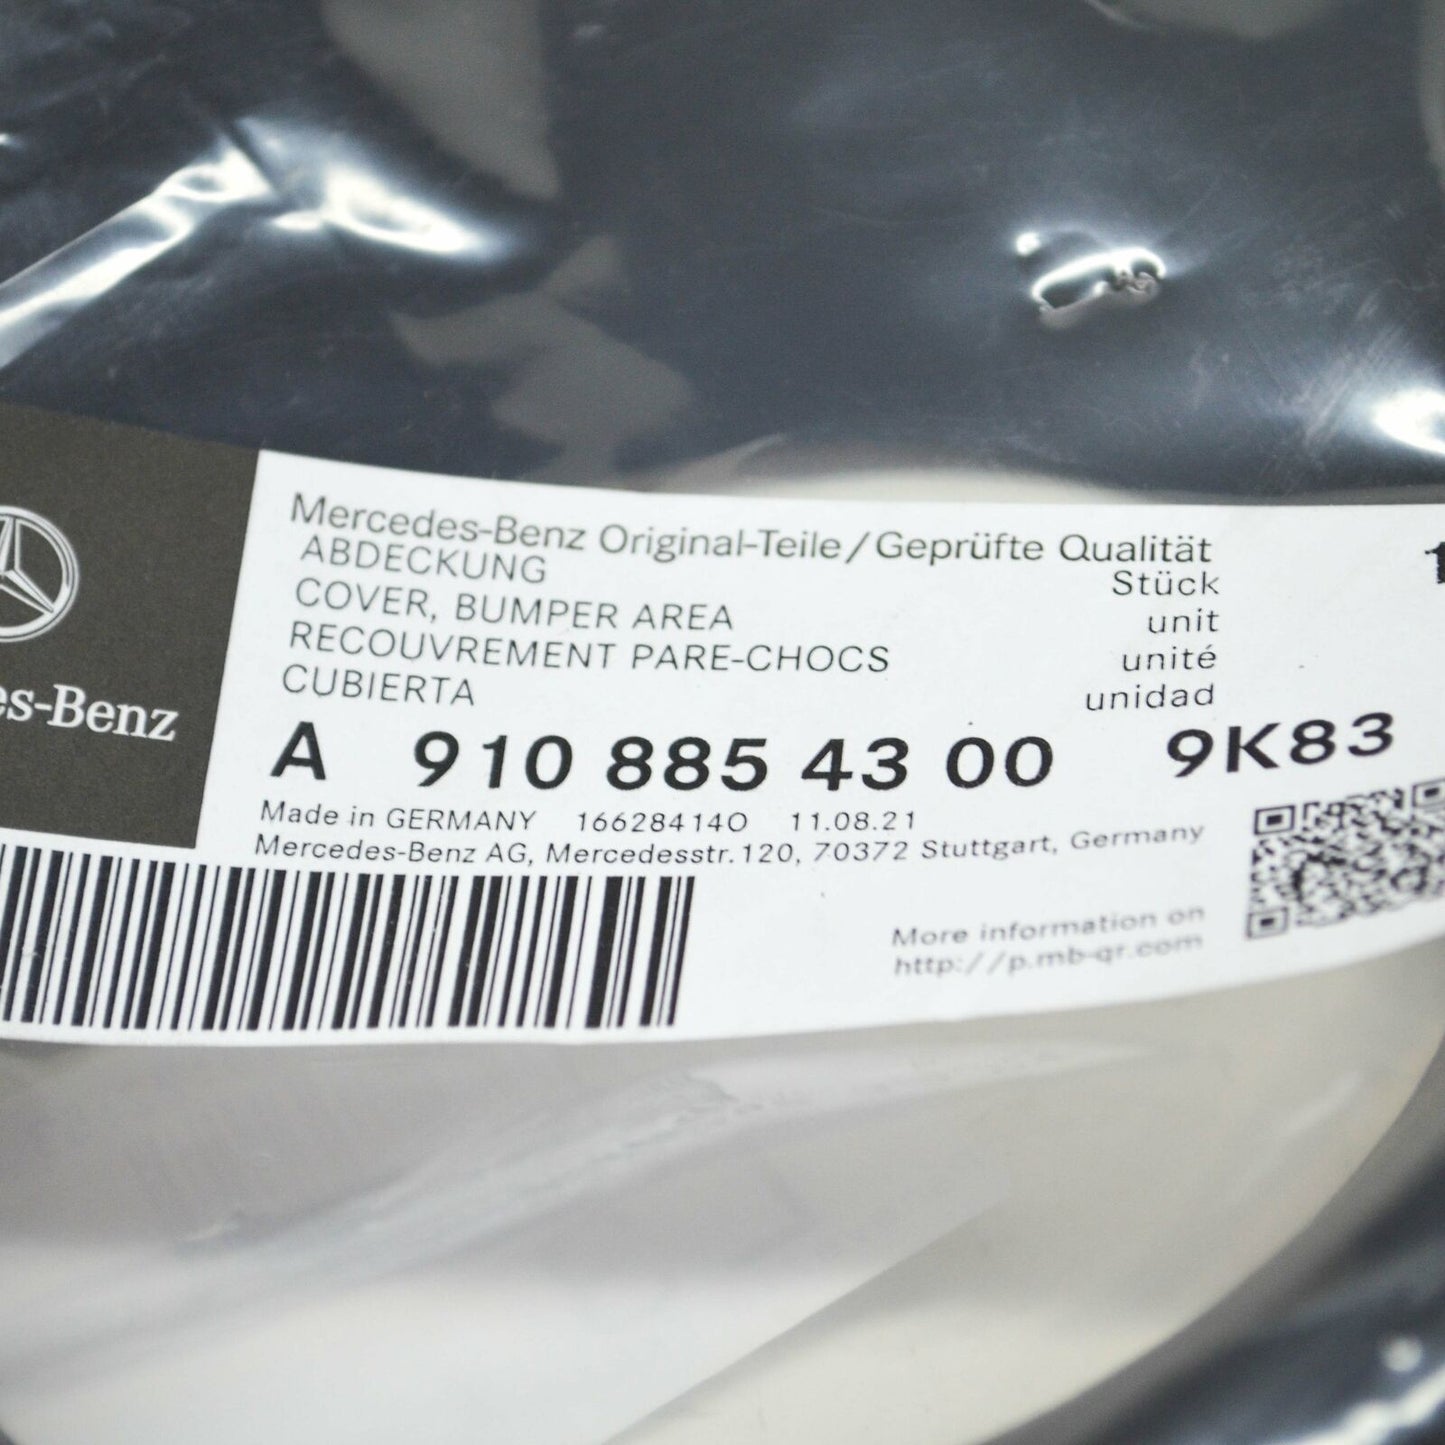 Mercedes-Benz Original-Teile/Geprüfte Qualität
ABDECKUNG Stück
COVER, BUMPER AREA unit
RECOUVREMENT PARE-CHOCS unité
CUBIERTA unidad
es-Benz
A 910 885 43 00 9K83
Made in GERMANY 166284140 11.08.21
Mercedes-Benz AG, Mercedesstr. 120, 70372 Stuttgart, Germany
More information on
http://p.mb-qr.com